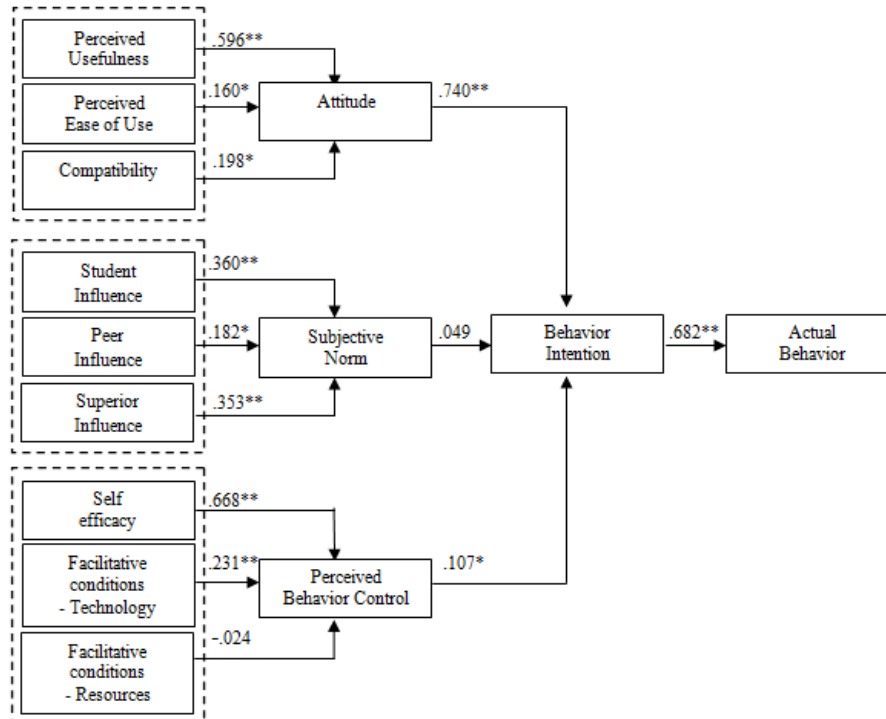 Perceived
Usefulness
.596**
Perceived
Ease of Use
.160*
Compatibility
.198*
Attitude
.740**
Student
Influence
.360**
Peer
Influence
.182*
Superior
Influence
.353**
Subjective
Norm
.049
Behavior
Intention
.682**
Actual
Behavior
Self
efficacy
.668**
Facilitative
conditions
- Technology
.231**
Facilitative
conditions
- Resources
-.024
Perceived
Behavior Control
.107*